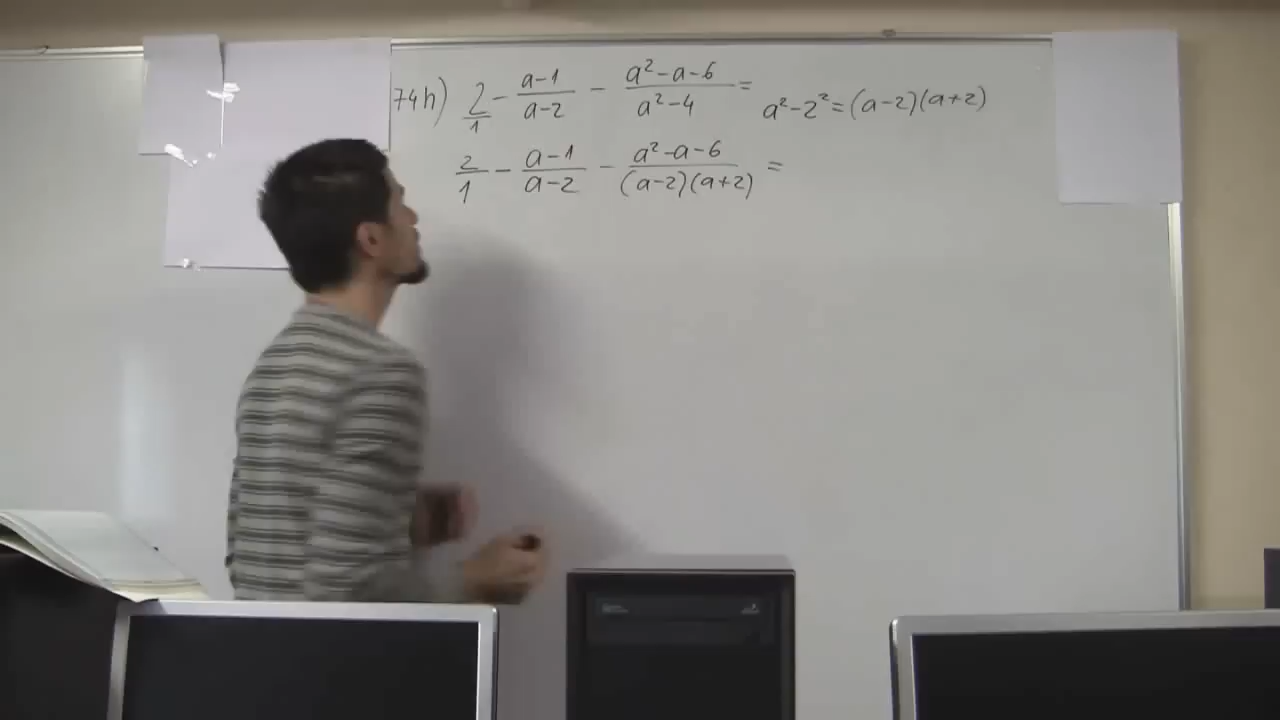 74h) 2/1 - (a-1)/(a-2) - (a²-a-6)/(a²-4) = a²-2²=(a-2)(a+2)
2/1 - (a-1)/(a-2) - (a²-a-6)/((a-2)(a+2)) =